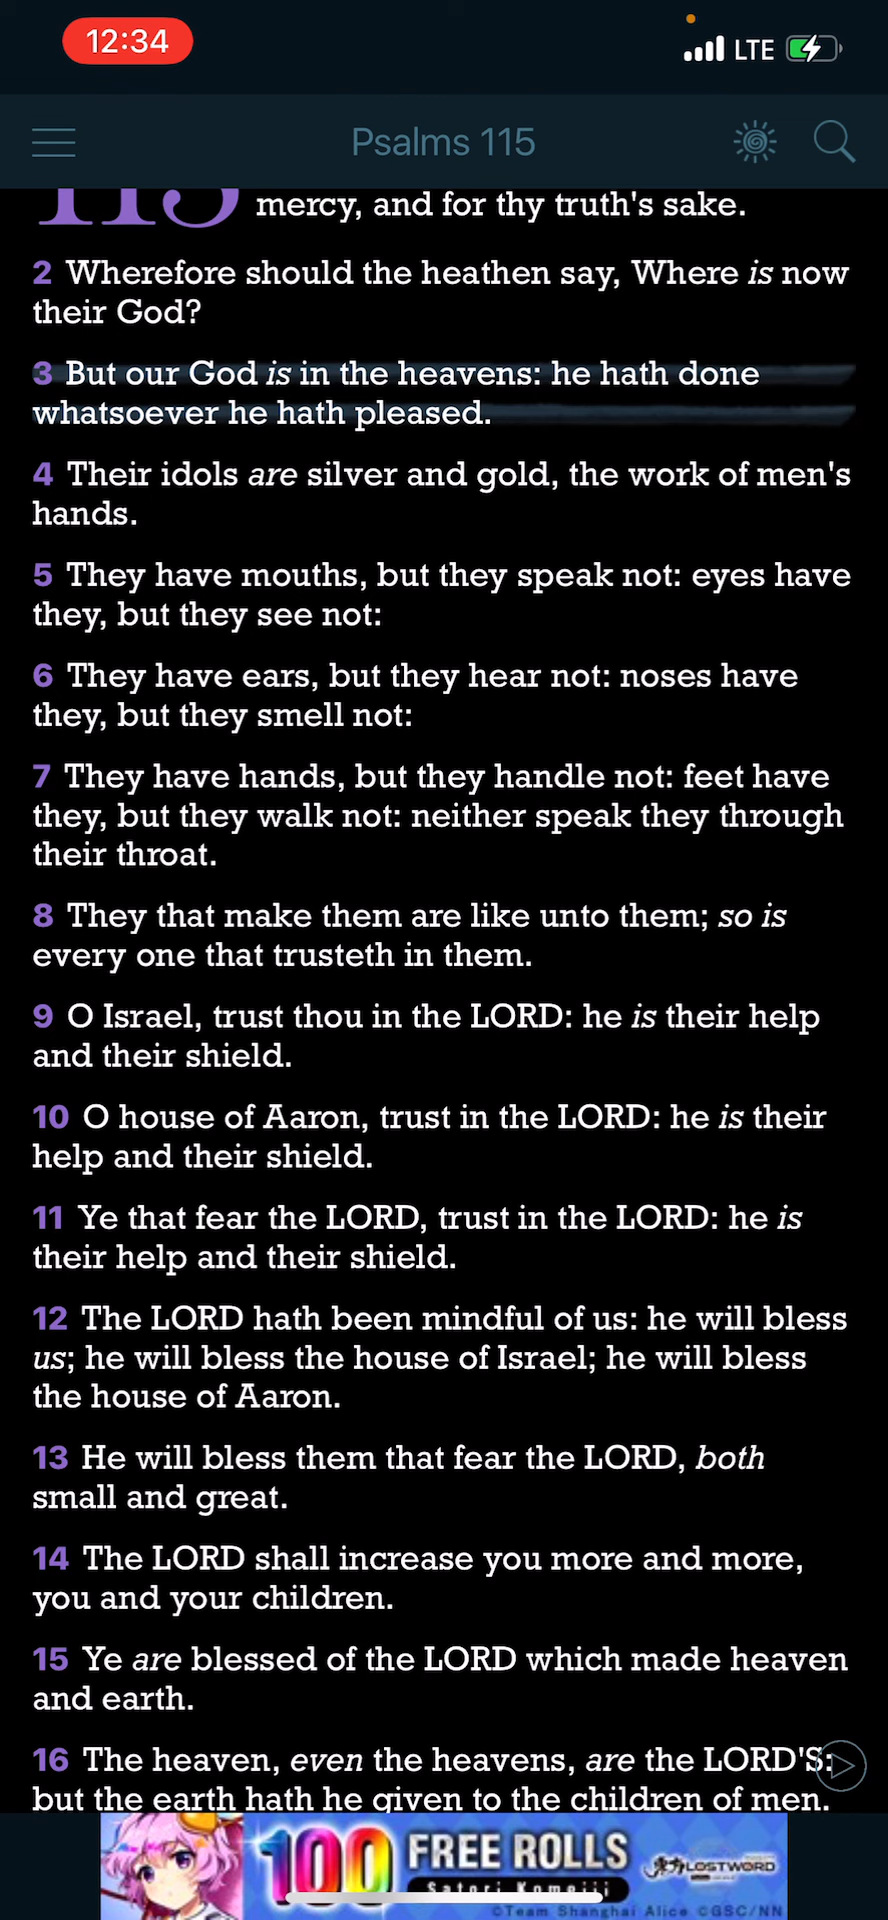 12:34
LTE
Psalms 115
115 mercy, and for thy truth's sake.
2 Wherefore should the heathen say, Where is now
their God?
3 But our God is in the heavens: he hath done
whatsoever he hath pleased.
4 Their idols are silver and gold, the work of men's
hands.
5 They have mouths, but they speak not: eyes have
they, but they see not:
6 They have ears, but they hear not: noses have
they, but they smell not:
7 They have hands, but they handle not: feet have
they, but they walk not: neither speak they through
their throat.
8 They that make them are like unto them; so is
every one that trusteth in them.
9 O Israel, trust thou in the LORD: he is their help
and their shield.
10 O house of Aaron, trust in the LORD: he is their
help and their shield.
11 Ye that fear the LORD, trust in the LORD: he is
their help and their shield.
12 The LORD hath been mindful of us: he will bless
us; he will bless the house of Israel; he will bless
the house of Aaron.
13 He will bless them that fear the LORD, both
small and great.
14 The LORD shall increase you more and more,
you and your children.
15 Ye are blessed of the LORD which made heaven
and earth.
16 The heaven, even the heavens, are the LORD'S:
but the earth hath he given to the children of men.
100 FREE ROLLS
Satori Komeiji
LOSTWORD
©Team Shanghai Alice ©GSC/NN